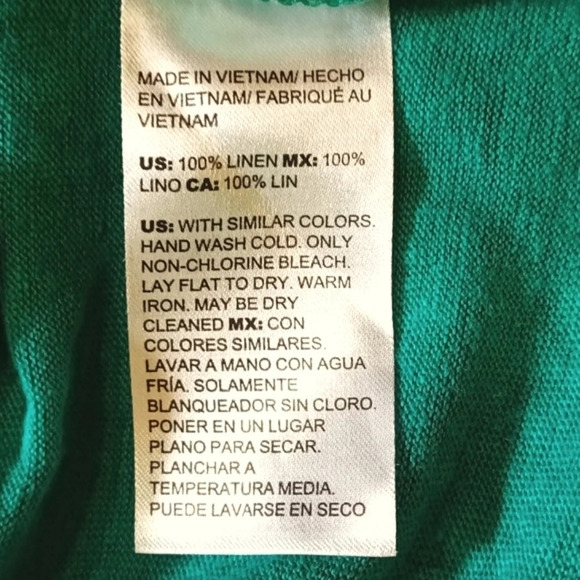 MADE IN VIETNAM/ HECHO
EN VIETNAM/ FABRIQUÉ AU
VIETNAM
US: 100% LINEN MX: 100%
LINO CA: 100% LIN
US: WITH SIMILAR COLORS.
HAND WASH COLD. ONLY
NON-CHLORINE BLEACH.
LAY FLAT TO DRY. WARM
IRON. MAY BE DRY
CLEANED MX: CON
COLORES SIMILARES.
LAVAR A MANO CON AGUA
FRÍA. SOLAMENTE
BLANQUEADOR SIN CLORO.
PONER EN UN LUGAR
PLANO PARA SECAR.
PLANCHAR A
TEMPERATURA MEDIA.
PUEDE LAVARSE EN SECO